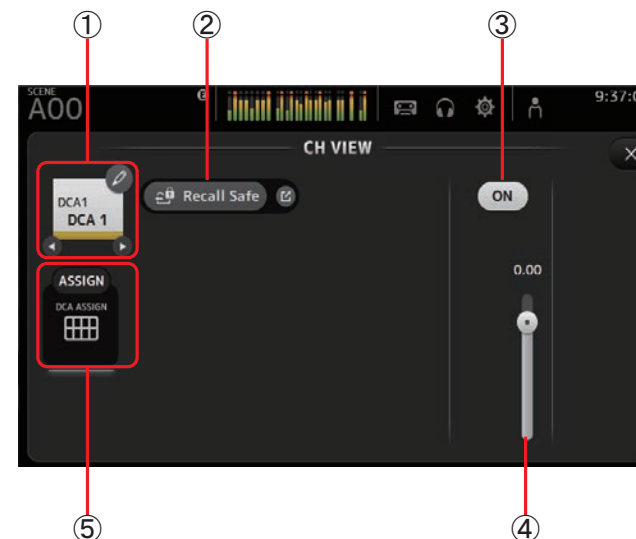 ① ② ③
SCENE
A00
E
9:37:0
CH VIEW
DCA1
DCA 1
Recall Safe
ON
ASSIGN
DCA ASSIGN
0.00
⑤ ④